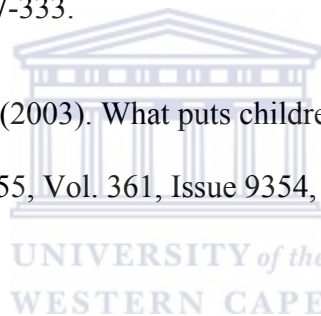 7-333.
(2003). What puts childre
55, Vol. 361, Issue 9354,
UNIVERSITY of the
WESTERN CAPE